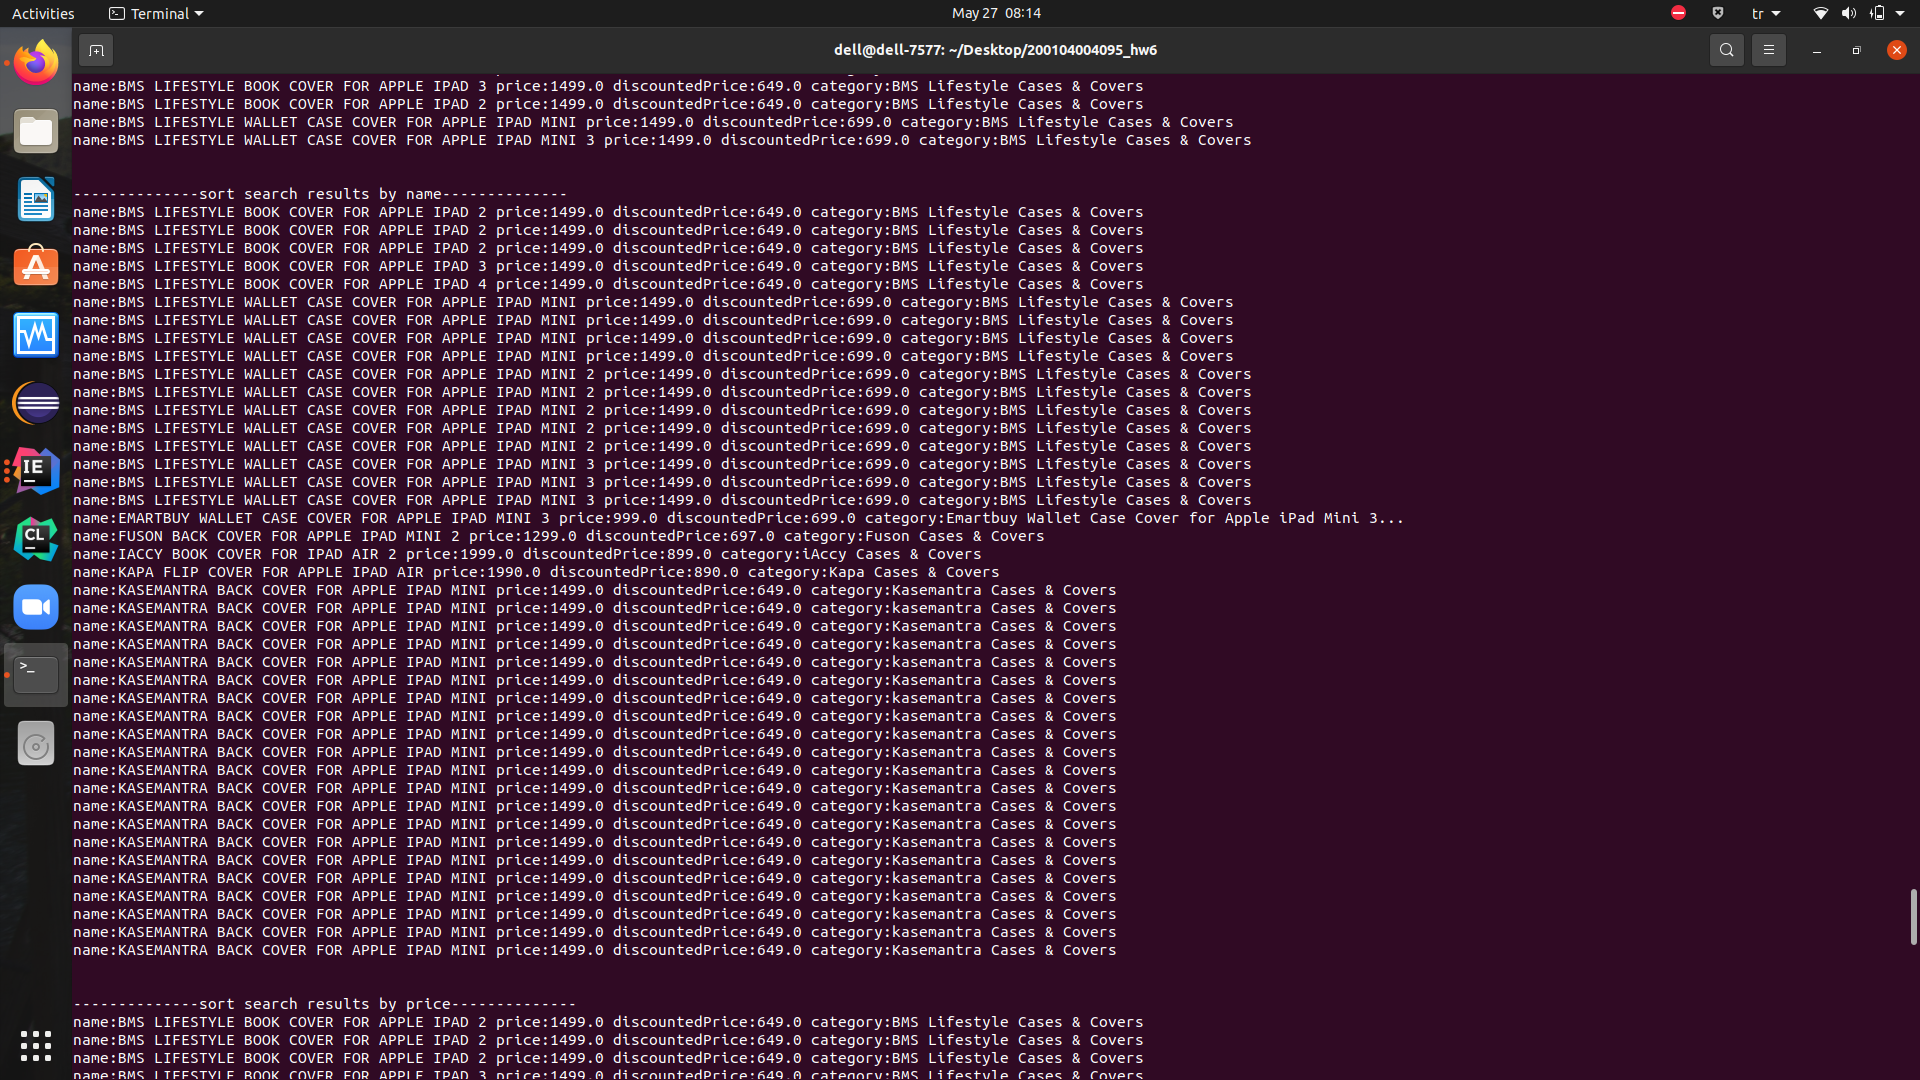 Activities
Terminal
May 27 08:14
tr
dell@dell-7577: ~/Desktop/200104004095_hw6
name:BMS LIFESTYLE BOOK COVER FOR APPLE IPAD 3 price:1499.0 discountedPrice:649.0 category:BMS Lifestyle Cases & Covers
name:BMS LIFESTYLE BOOK COVER FOR APPLE IPAD 2 price:1499.0 discountedPrice:649.0 category:BMS Lifestyle Cases & Covers
name:BMS LIFESTYLE WALLET CASE COVER FOR APPLE IPAD MINI price:1499.0 discountedPrice:699.0 category:BMS Lifestyle Cases & Covers
name:BMS LIFESTYLE WALLET CASE COVER FOR APPLE IPAD MINI 3 price:1499.0 discountedPrice:699.0 category:BMS Lifestyle Cases & Covers
--------------sort search results by name--------------
name:BMS LIFESTYLE BOOK COVER FOR APPLE IPAD 2 price:1499.0 discountedPrice:649.0 category:BMS Lifestyle Cases & Covers
name:BMS LIFESTYLE BOOK COVER FOR APPLE IPAD 2 price:1499.0 discountedPrice:649.0 category:BMS Lifestyle Cases & Covers
name:BMS LIFESTYLE BOOK COVER FOR APPLE IPAD 2 price:1499.0 discountedPrice:649.0 category:BMS Lifestyle Cases & Covers
name:BMS LIFESTYLE BOOK COVER FOR APPLE IPAD 3 price:1499.0 discountedPrice:649.0 category:BMS Lifestyle Cases & Covers
name:BMS LIFESTYLE BOOK COVER FOR APPLE IPAD 4 price:1499.0 discountedPrice:649.0 category:BMS Lifestyle Cases & Covers
name:BMS LIFESTYLE WALLET CASE COVER FOR APPLE IPAD MINI price:1499.0 discountedPrice:699.0 category:BMS Lifestyle Cases & Covers
name:BMS LIFESTYLE WALLET CASE COVER FOR APPLE IPAD MINI price:1499.0 discountedPrice:699.0 category:BMS Lifestyle Cases & Covers
name:BMS LIFESTYLE WALLET CASE COVER FOR APPLE IPAD MINI price:1499.0 discountedPrice:699.0 category:BMS Lifestyle Cases & Covers
name:BMS LIFESTYLE WALLET CASE COVER FOR APPLE IPAD MINI price:1499.0 discountedPrice:699.0 category:BMS Lifestyle Cases & Covers
name:BMS LIFESTYLE WALLET CASE COVER FOR APPLE IPAD MINI 2 price:1499.0 discountedPrice:699.0 category:BMS Lifestyle Cases & Covers
name:BMS LIFESTYLE WALLET CASE COVER FOR APPLE IPAD MINI 2 price:1499.0 discountedPrice:699.0 category:BMS Lifestyle Cases & Covers
name:BMS LIFESTYLE WALLET CASE COVER FOR APPLE IPAD MINI 2 price:1499.0 discountedPrice:699.0 category:BMS Lifestyle Cases & Covers
name:BMS LIFESTYLE WALLET CASE COVER FOR APPLE IPAD MINI 2 price:1499.0 discountedPrice:699.0 category:BMS Lifestyle Cases & Covers
name:BMS LIFESTYLE WALLET CASE COVER FOR APPLE IPAD MINI 2 price:1499.0 discountedPrice:699.0 category:BMS Lifestyle Cases & Covers
name:BMS LIFESTYLE WALLET CASE COVER FOR APPLE IPAD MINI 3 price:1499.0 discountedPrice:699.0 category:BMS Lifestyle Cases & Covers
name:BMS LIFESTYLE WALLET CASE COVER FOR APPLE IPAD MINI 3 price:1499.0 discountedPrice:699.0 category:BMS Lifestyle Cases & Covers
name:BMS LIFESTYLE WALLET CASE COVER FOR APPLE IPAD MINI 3 price:1499.0 discountedPrice:699.0 category:BMS Lifestyle Cases & Covers
name:EMARTBUY WALLET CASE COVER FOR APPLE IPAD MINI 3 price:999.0 discountedPrice:699.0 category:Emartbuy Wallet Case Cover for Apple iPad Mini 3...
name:FUSON BACK COVER FOR APPLE IPAD MINI 2 price:1299.0 discountedPrice:697.0 category:Fuson Cases & Covers
name:IACCY BOOK COVER FOR IPAD AIR 2 price:1999.0 discountedPrice:899.0 category:iAccy Cases & Covers
name:KAPA FLIP COVER FOR APPLE IPAD AIR price:1990.0 discountedPrice:890.0 category:Kapa Cases & Covers
name:KASEMANTRA BACK COVER FOR APPLE IPAD MINI price:1499.0 discountedPrice:649.0 category:Kasemantra Cases & Covers
name:KASEMANTRA BACK COVER FOR APPLE IPAD MINI price:1499.0 discountedPrice:649.0 category:kasemantra Cases & Covers
name:KASEMANTRA BACK COVER FOR APPLE IPAD MINI price:1499.0 discountedPrice:649.0 category:Kasemantra Cases & Covers
name:KASEMANTRA BACK COVER FOR APPLE IPAD MINI price:1499.0 discountedPrice:649.0 category:kasemantra Cases & Covers
name:KASEMANTRA BACK COVER FOR APPLE IPAD MINI price:1499.0 discountedPrice:649.0 category:kasemantra Cases & Covers
name:KASEMANTRA BACK COVER FOR APPLE IPAD MINI price:1499.0 discountedPrice:649.0 category:Kasemantra Cases & Covers
name:KASEMANTRA BACK COVER FOR APPLE IPAD MINI price:1499.0 discountedPrice:649.0 category:kasemantra Cases & Covers
name:KASEMANTRA BACK COVER FOR APPLE IPAD MINI price:1499.0 discountedPrice:649.0 category:kasemantra Cases & Covers
name:KASEMANTRA BACK COVER FOR APPLE IPAD MINI price:1499.0 discountedPrice:649.0 category:kasemantra Cases & Covers
name:KASEMANTRA BACK COVER FOR APPLE IPAD MINI price:1499.0 discountedPrice:649.0 category:kasemantra Cases & Covers
name:KASEMANTRA BACK COVER FOR APPLE IPAD MINI price:1499.0 discountedPrice:649.0 category:Kasemantra Cases & Covers
name:KASEMANTRA BACK COVER FOR APPLE IPAD MINI price:1499.0 discountedPrice:649.0 category:Kasemantra Cases & Covers
name:KASEMANTRA BACK COVER FOR APPLE IPAD MINI price:1499.0 discountedPrice:649.0 category:kasemantra Cases & Covers
name:KASEMANTRA BACK COVER FOR APPLE IPAD MINI price:1499.0 discountedPrice:649.0 category:Kasemantra Cases & Covers
name:KASEMANTRA BACK COVER FOR APPLE IPAD MINI price:1499.0 discountedPrice:649.0 category:Kasemantra Cases & Covers
name:KASEMANTRA BACK COVER FOR APPLE IPAD MINI price:1499.0 discountedPrice:649.0 category:Kasemantra Cases & Covers
name:KASEMANTRA BACK COVER FOR APPLE IPAD MINI price:1499.0 discountedPrice:649.0 category:kasemantra Cases & Covers
name:KASEMANTRA BACK COVER FOR APPLE IPAD MINI price:1499.0 discountedPrice:649.0 category:kasemantra Cases & Covers
name:KASEMANTRA BACK COVER FOR APPLE IPAD MINI price:1499.0 discountedPrice:649.0 category:kasemantra Cases & Covers
name:KASEMANTRA BACK COVER FOR APPLE IPAD MINI price:1499.0 discountedPrice:649.0 category:kasemantra Cases & Covers
name:KASEMANTRA BACK COVER FOR APPLE IPAD MINI price:1499.0 discountedPrice:649.0 category:Kasemantra Cases & Covers
--------------sort search results by price--------------
name:BMS LIFESTYLE BOOK COVER FOR APPLE IPAD 2 price:1499.0 discountedPrice:649.0 category:BMS Lifestyle Cases & Covers
name:BMS LIFESTYLE BOOK COVER FOR APPLE IPAD 2 price:1499.0 discountedPrice:649.0 category:BMS Lifestyle Cases & Covers
name:BMS LIFESTYLE BOOK COVER FOR APPLE IPAD 2 price:1499.0 discountedPrice:649.0 category:BMS Lifestyle Cases & Covers
name:BMS LIFESTYLE BOOK COVER FOR APPLE IPAD 3 price:1499.0 discountedPrice:649.0 category:BMS Lifestyle Cases & Covers